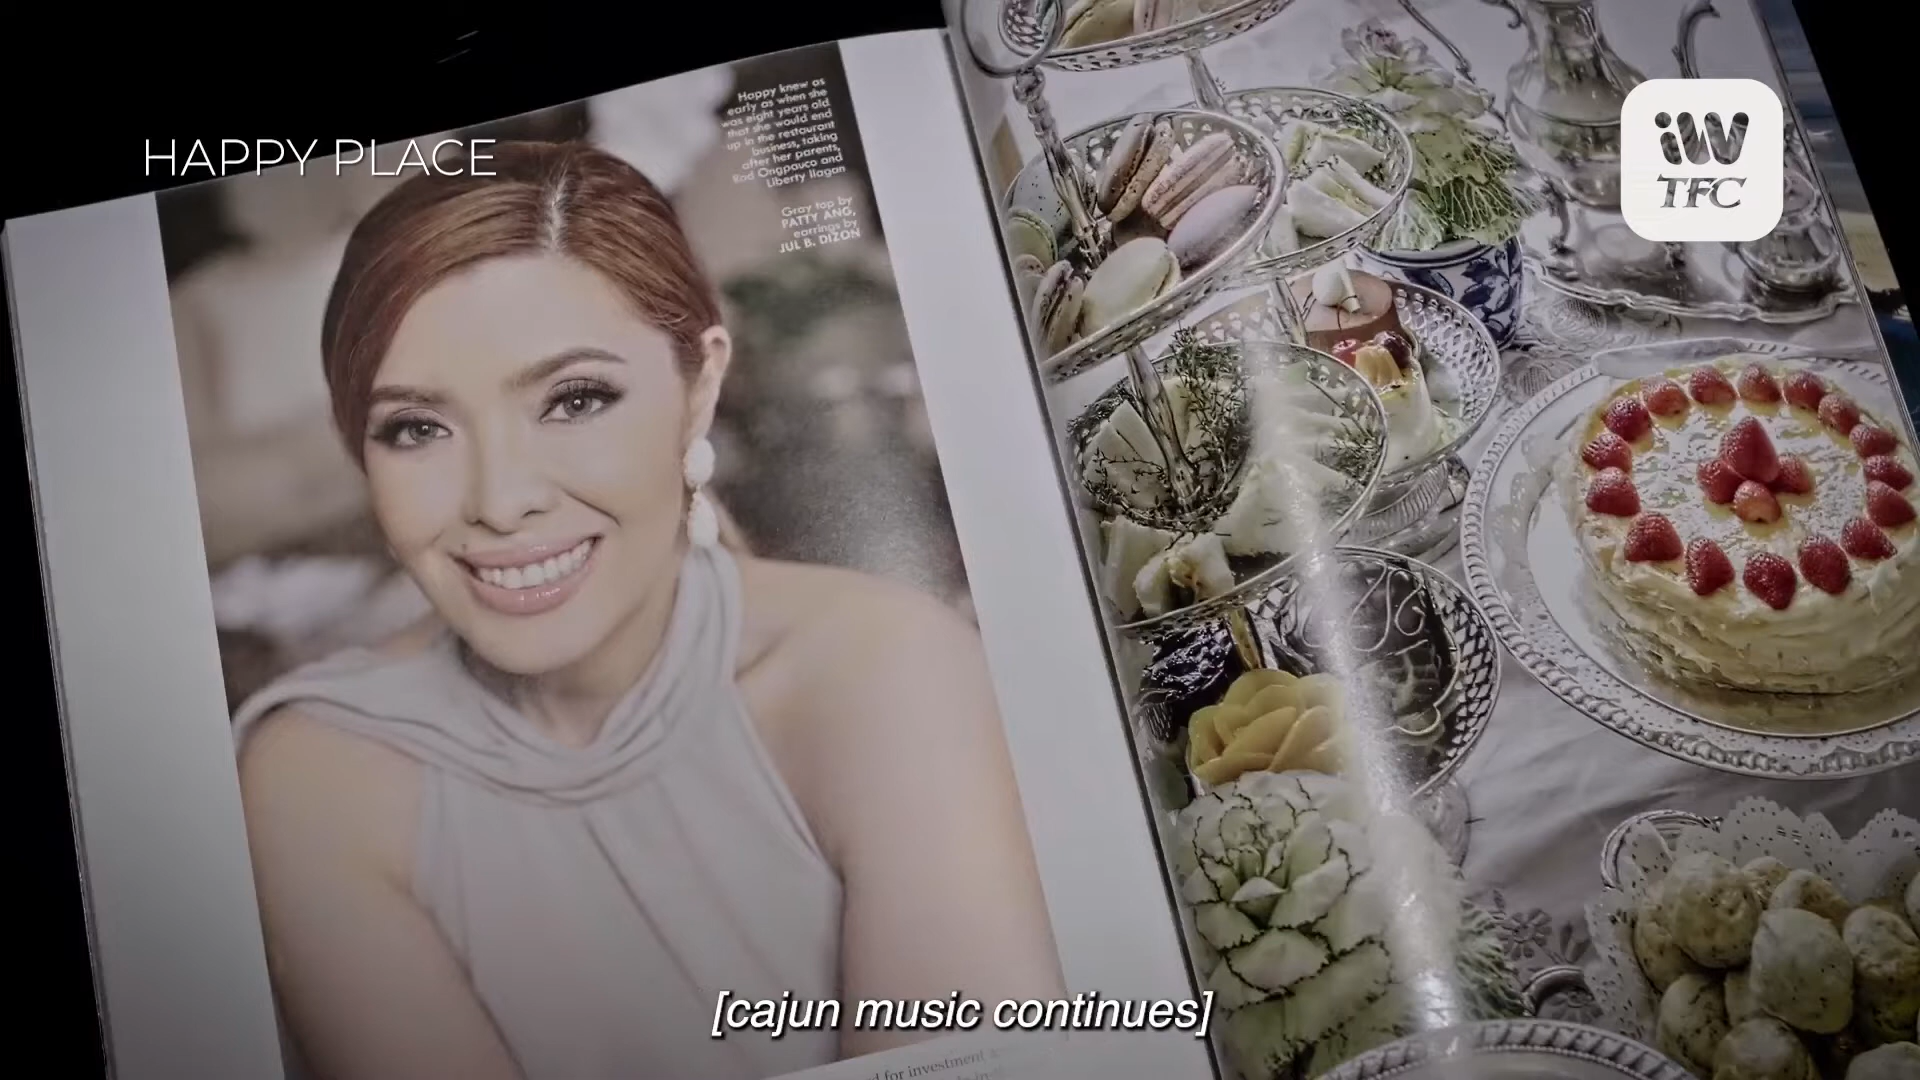 HAPPY PLACE
Happy knew as
early as when she
was eight years old
that she would end
up in the restaurant
business, taking
after her parents,
Rod Ongpauco and
Liberty Ilagan
Gray top by
PATTY ANG,
earrings by
JUL B. DIZON
iW
TFC
[cajun music continues]
for investment